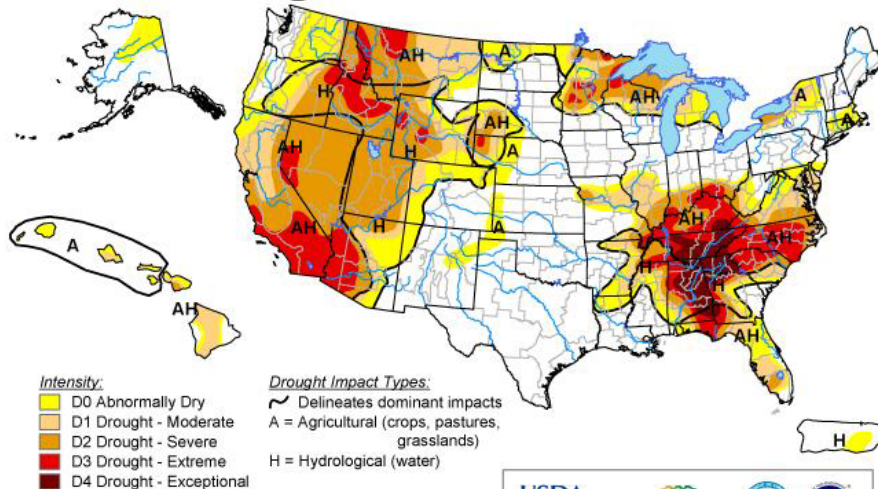 AH
A
H
AH
AH
A
A
H
AH
H
A
AH
AH
H
A
AH
AH
H
H
AH
A
AH
H
Intensity:
D0 Abnormally Dry
D1 Drought - Moderate
D2 Drought - Severe
D3 Drought - Extreme
D4 Drought - Exceptional
Drought Impact Types:
Delineates dominant impacts
A = Agricultural (crops, pastures,
grasslands)
H = Hydrological (water)
USDA